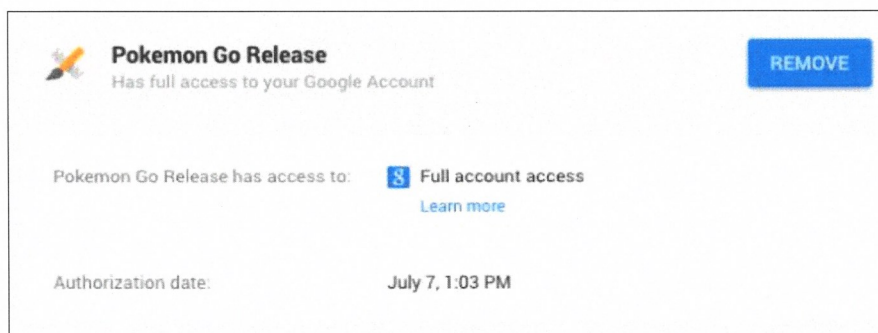 Pokemon Go Release
Has full access to your Google Account
REMOVE
Pokemon Go Release has access to:
8 Full account access
Learn more
Authorization date:
July 7, 1:03 PM